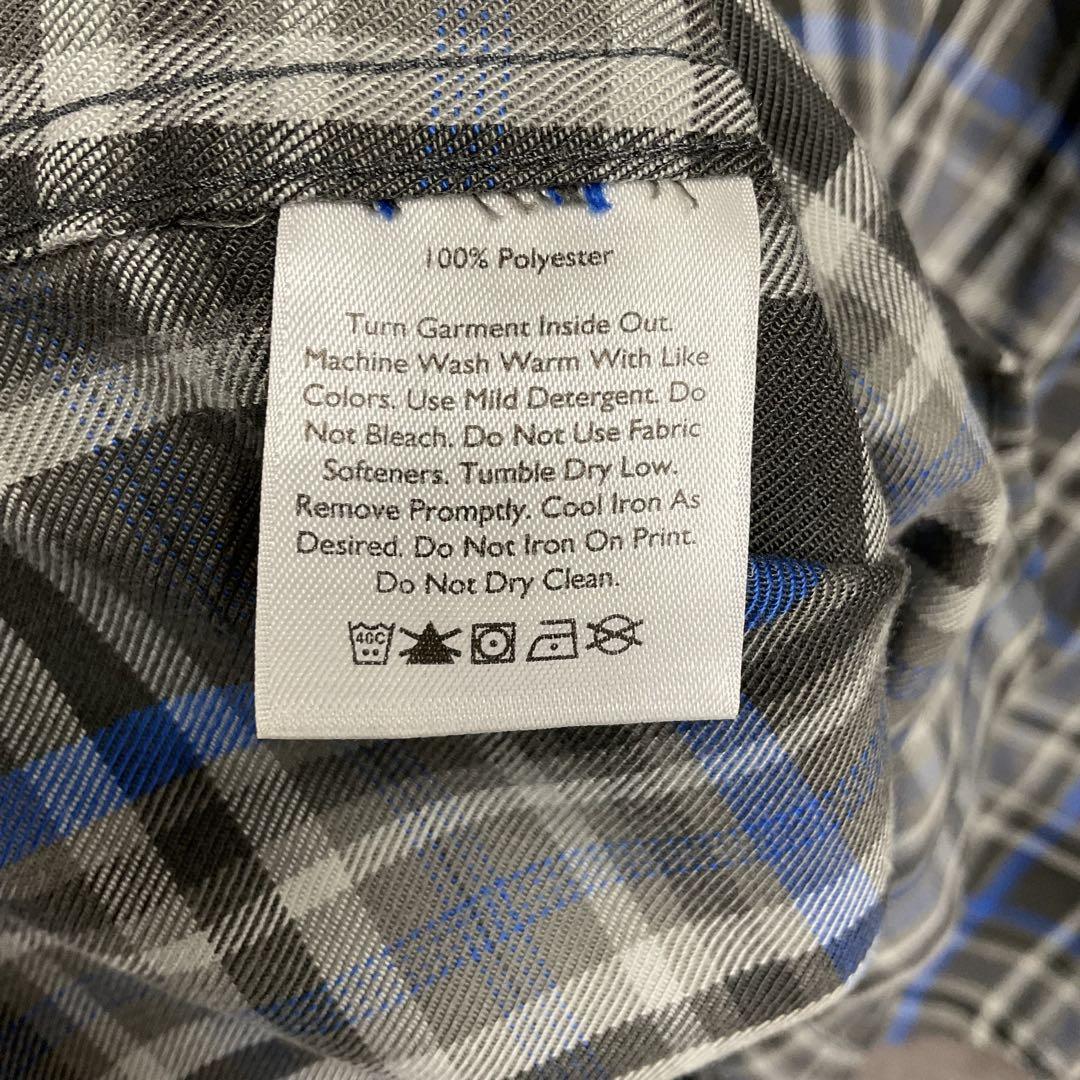 100% Polyester
Turn Garment Inside Out.
Machine Wash Warm With Like
Colors. Use Mild Detergent. Do
Not Bleach. Do Not Use Fabric
Softeners. Tumble Dry Low.
Remove Promptly. Cool Iron As
Desired. Do Not Iron On Print.
Do Not Dry Clean.
40C